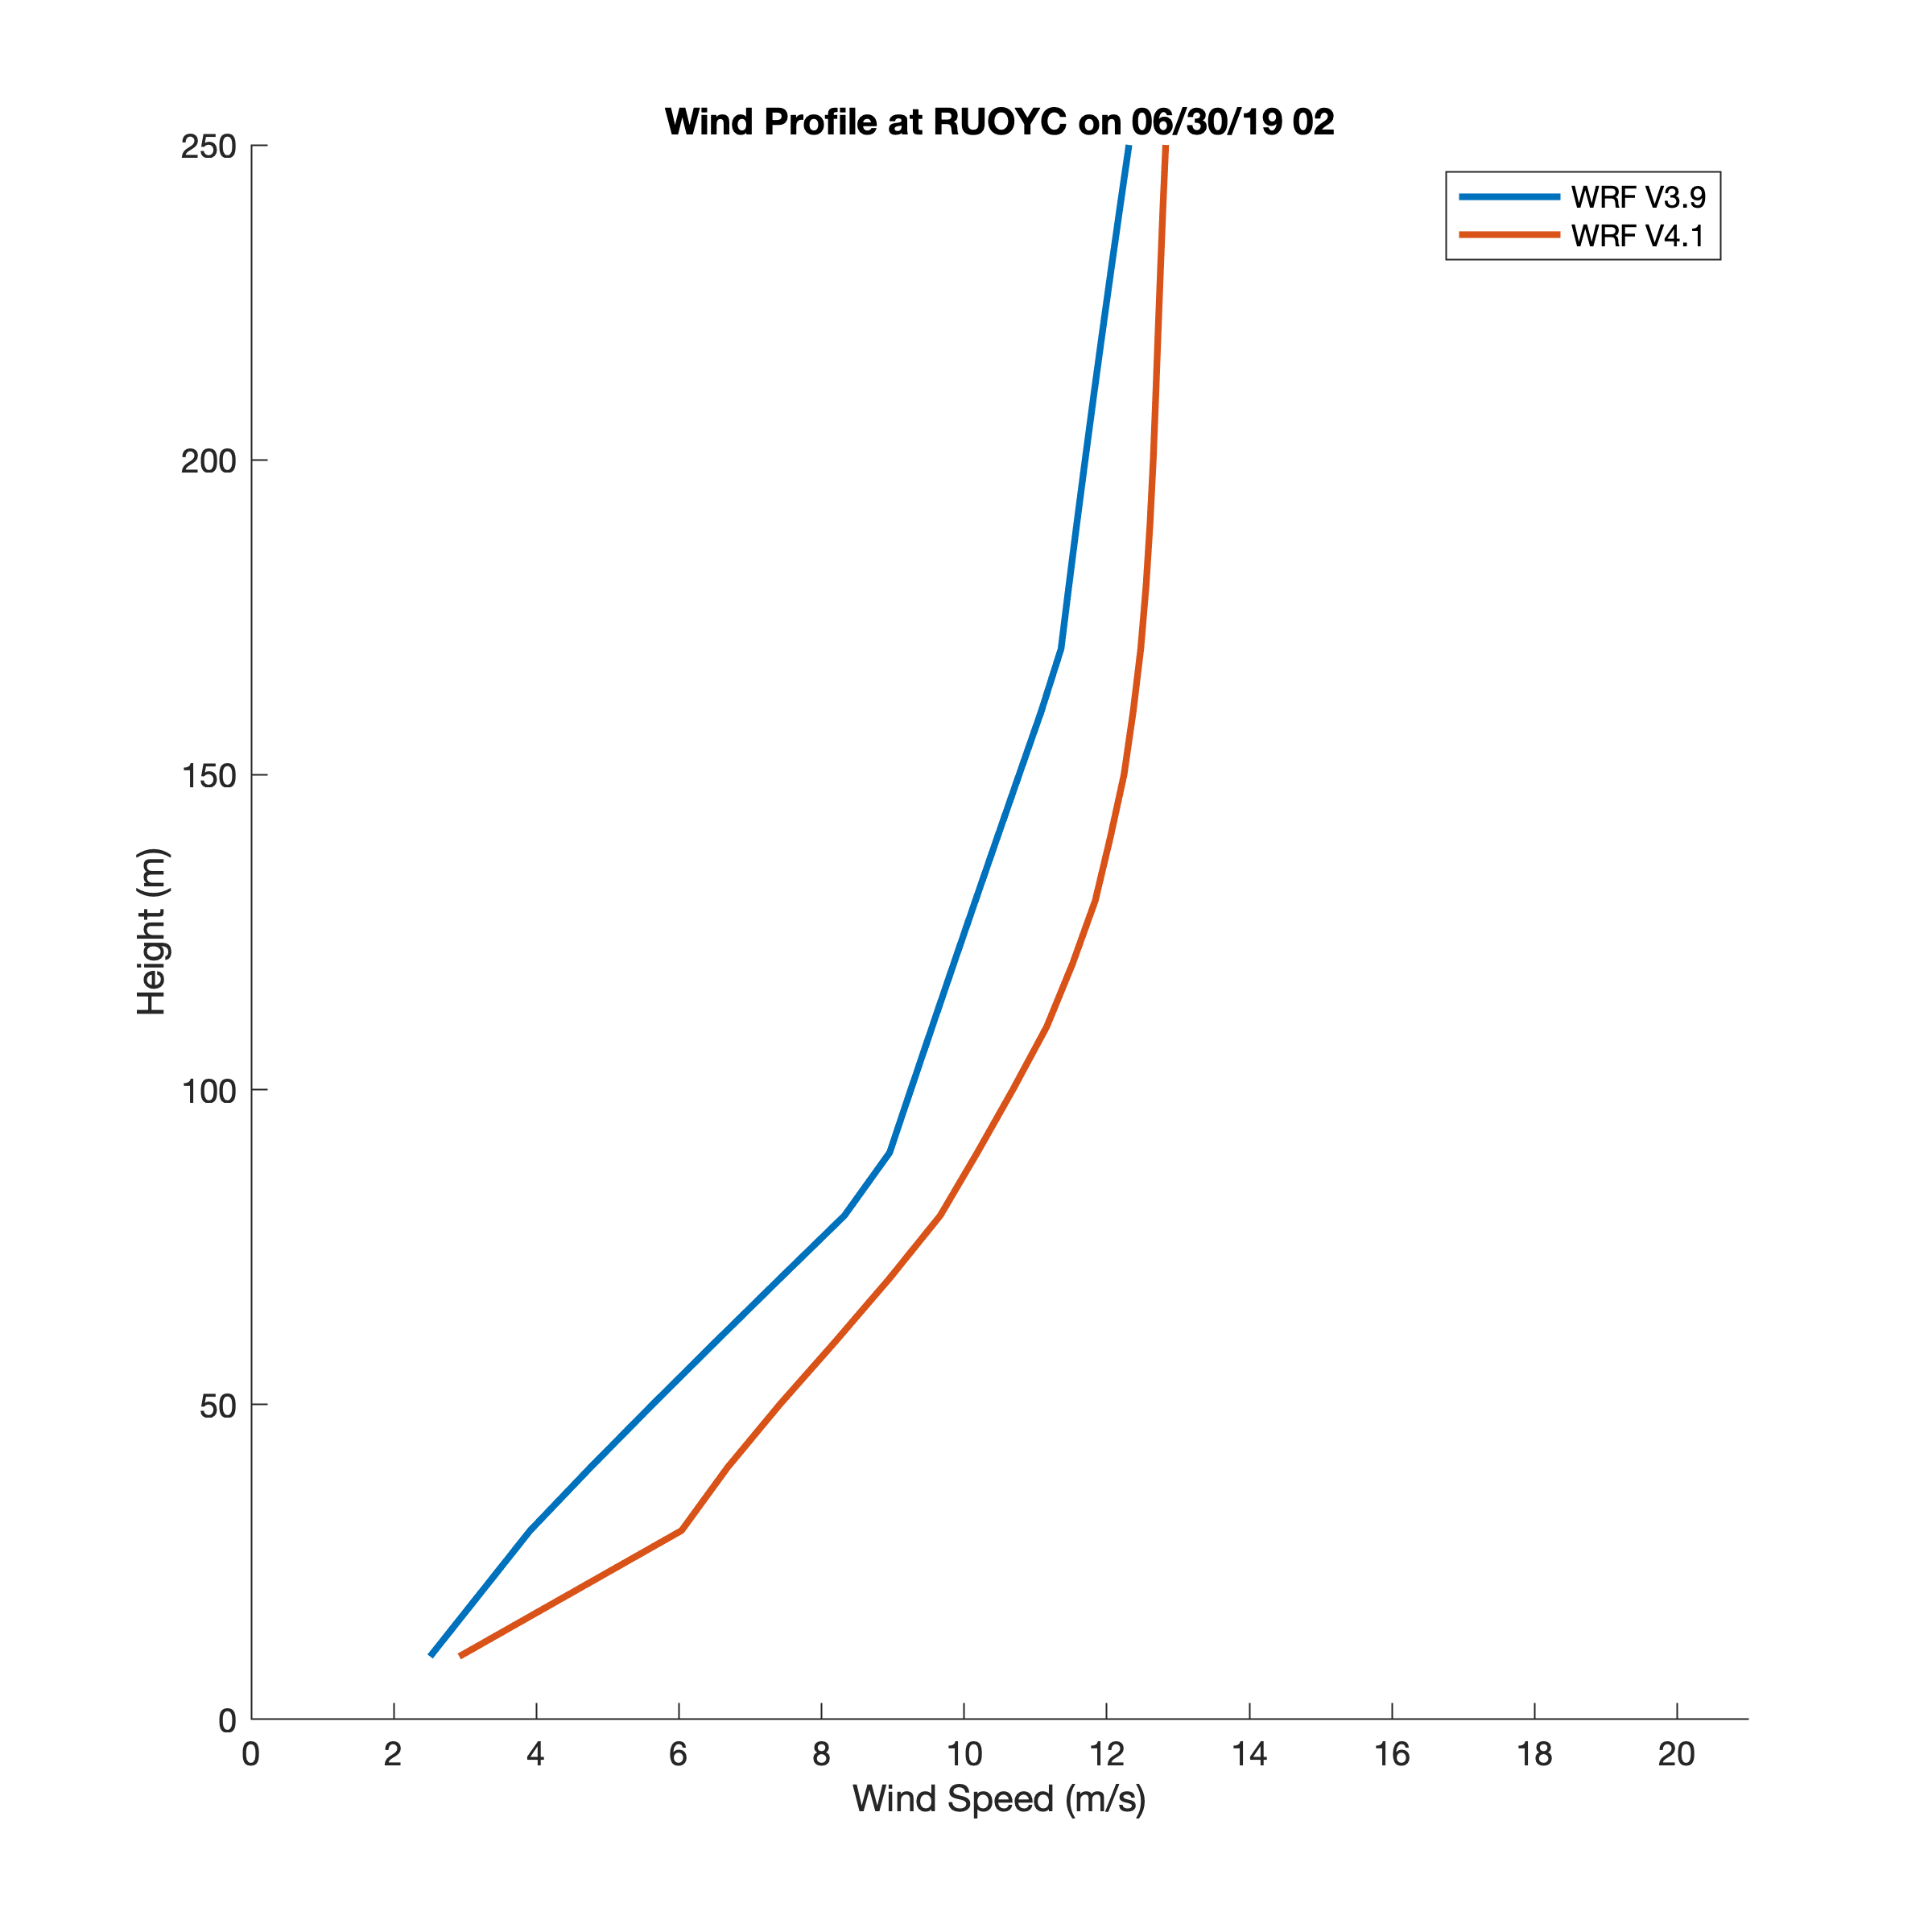 Wind Profile at RUOYC on 06/30/19 02
WRF V3.9
WRF V4.1
250
200
150
100
50
0
Height (m)
0 2 4 6 8 10 12 14 16 18 20
Wind Speed (m/s)